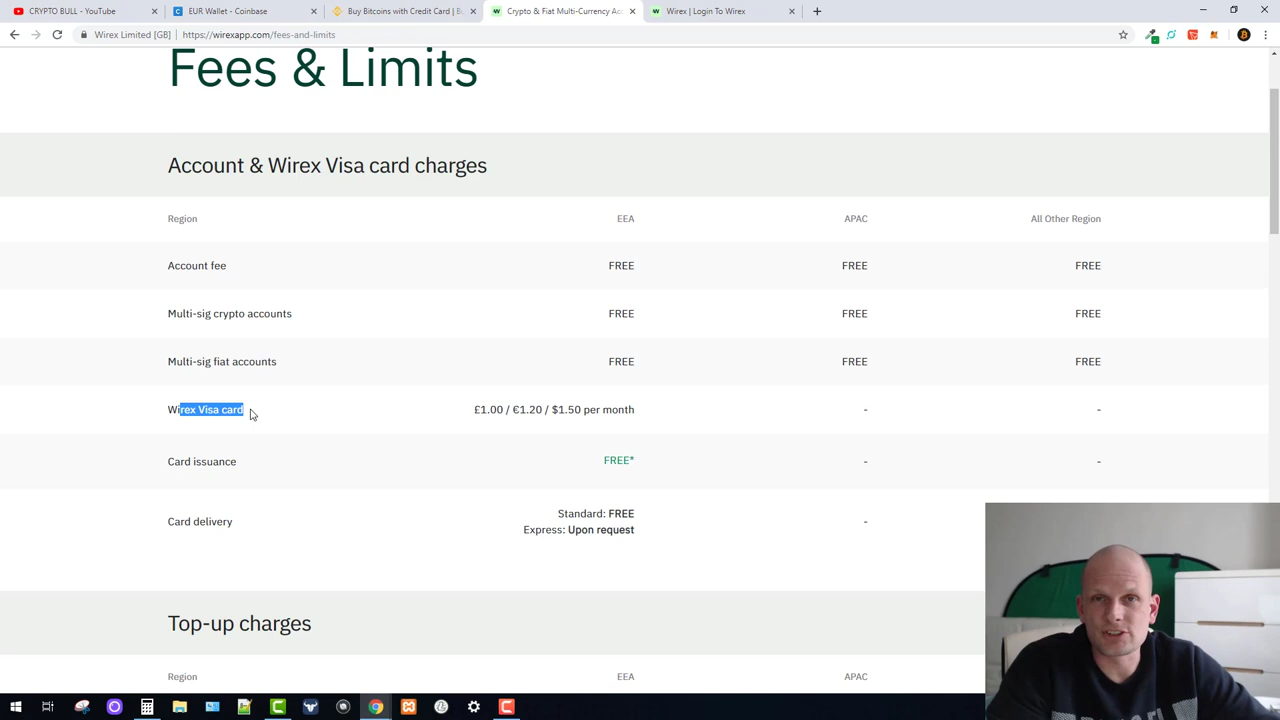 CRYPTO BULL - YouTube
EUR Wallet - Coinbase
Buy Bitcoins with Credit Card | B
Crypto & Fiat Multi-Currency Acc
Wirex | Login To Wirex
Wirex Limited [GB] | https://wirexapp.com/fees-and-limits
Fees & Limits
Account & Wirex Visa card charges
Region EEA APAC All Other Region
Account fee FREE FREE FREE
Multi-sig crypto accounts FREE FREE FREE
Multi-sig fiat accounts FREE FREE FREE
Wirex Visa card £1.00 / €1.20 / $1.50 per month - -
Card issuance FREE* - -
Card delivery Standard: FREE -
Express: Upon request
Top-up charges
Region EEA APAC